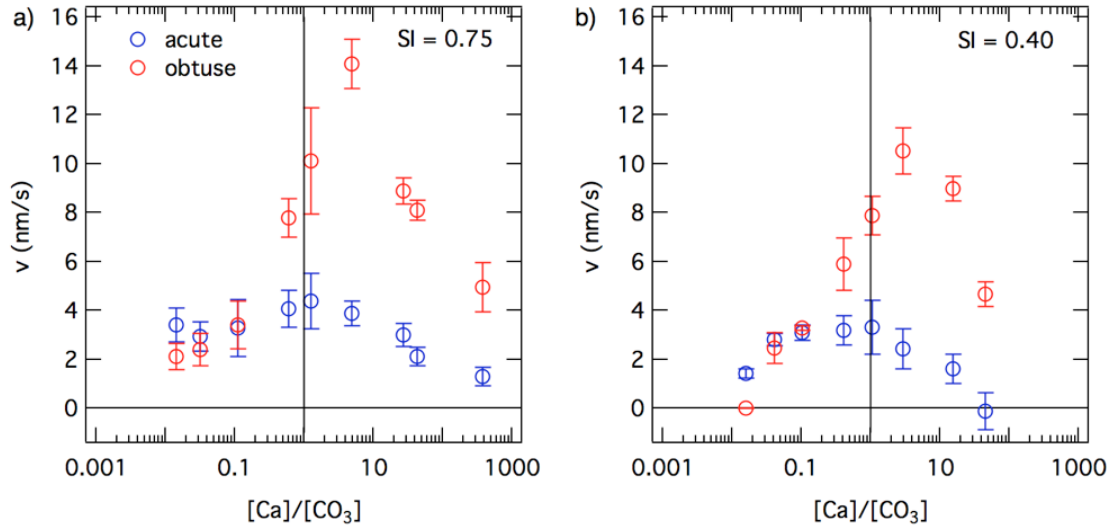 a)
acute
obtuse
SI = 0.75
16
14
12
10
8
6
4
2
0
v (nm/s)
0.001
0.1
10
1000
[Ca]/[CO₃]
b)
SI = 0.40
16
14
12
10
8
6
4
2
0
v (nm/s)
0.001
0.1
10
1000
[Ca]/[CO₃]